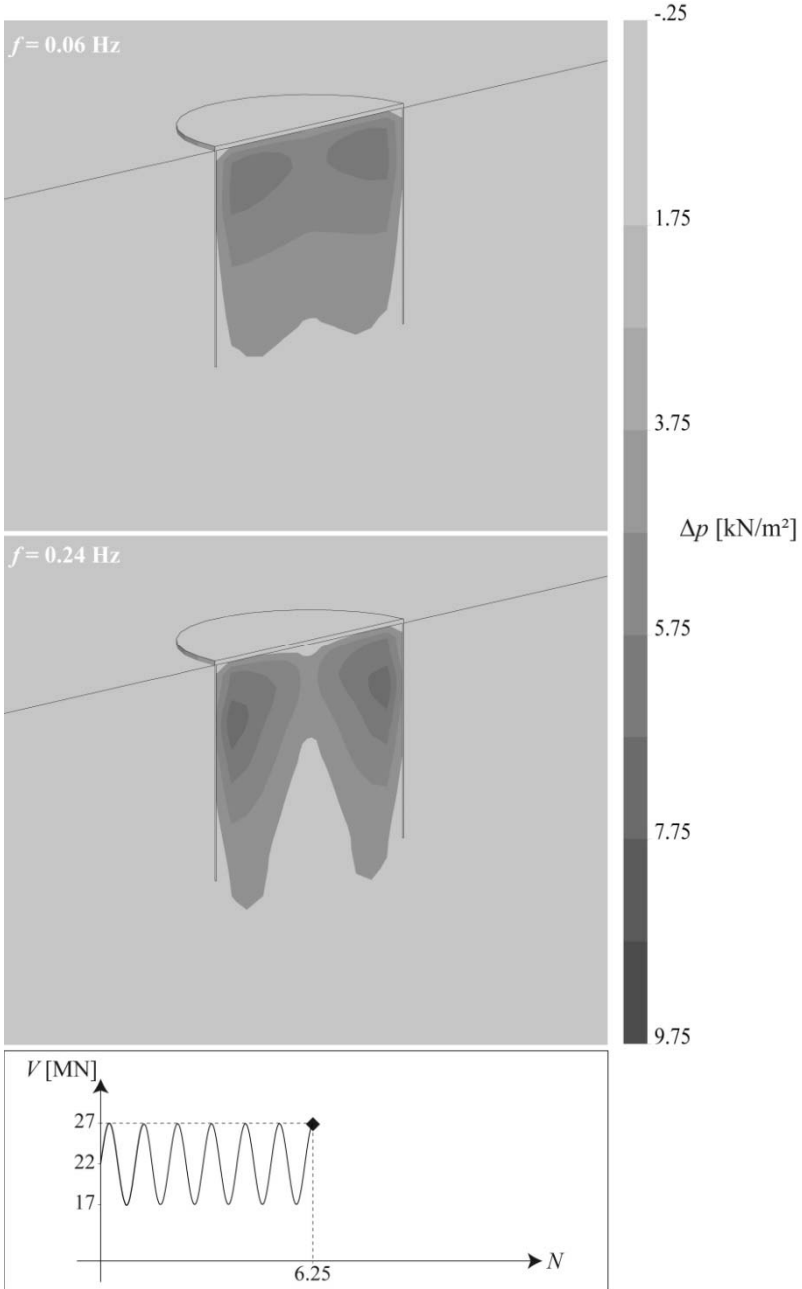 f = 0.06 Hz
-.25
1.75
3.75
Δp [kN/m²]
5.75
7.75
9.75
f = 0.24 Hz
V [MN]
27
22
17
6.25
N